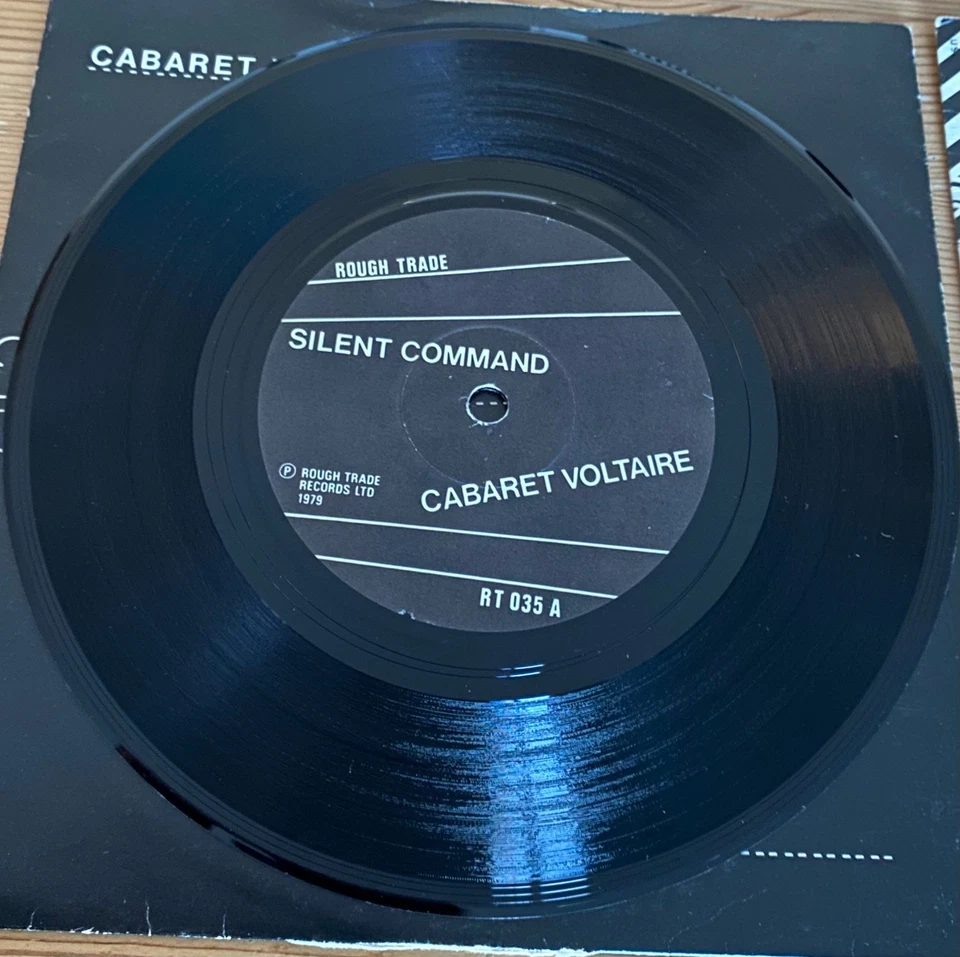 CABARET
ROUGH TRADE
SILENT COMMAND
Ⓟ ROUGH TRADE
RECORDS LTD
1979
CABARET VOLTAIRE
RT 035 A